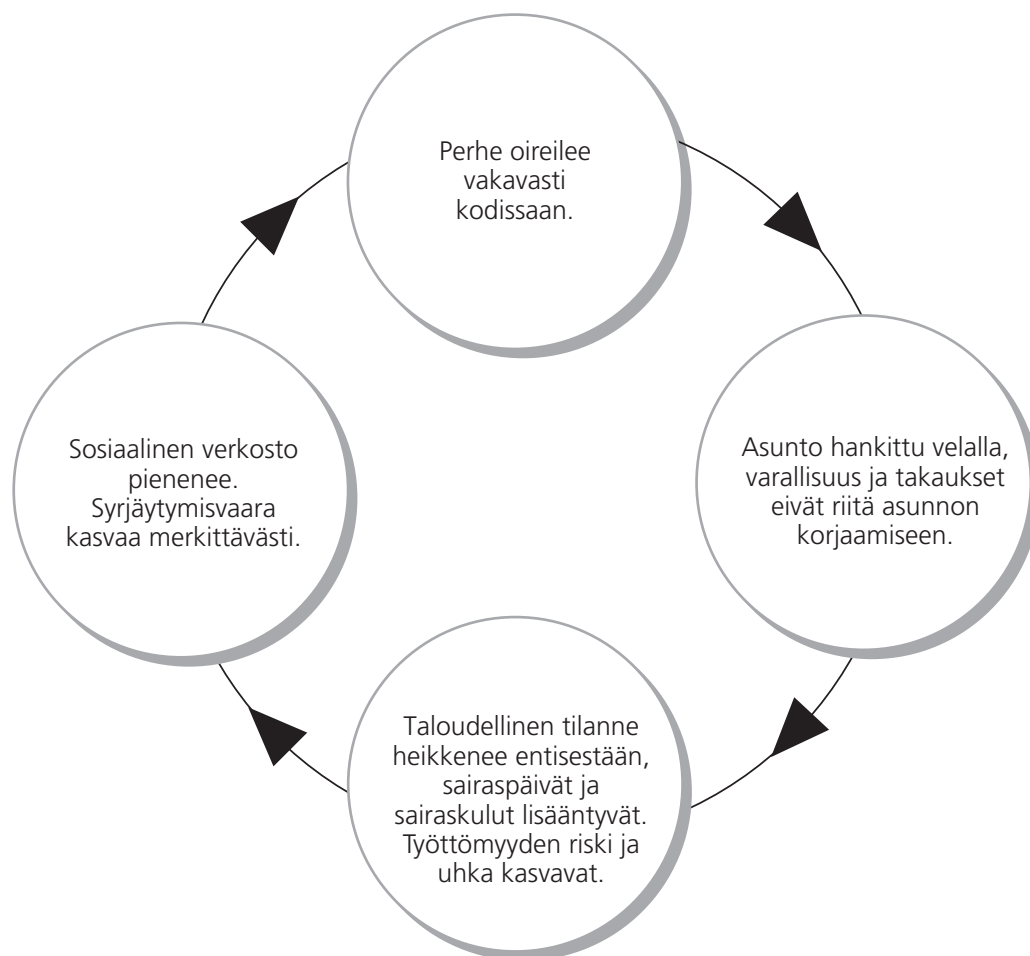 Perhe oireilee
vakavasti
kodissaan.
Asunto hankittu velalla,
varallisuus ja takaukset
eivät riitä asunnon
korjaamiseen.
Taloudellinen tilanne
heikkenee entisestään,
sairaspäivät ja
sairaskulut lisääntyvät.
Työttömyyden riski ja
uhka kasvavat.
Sosiaalinen verkosto
pienenee.
Syrjäytymisvaara
kasvaa merkittävästi.